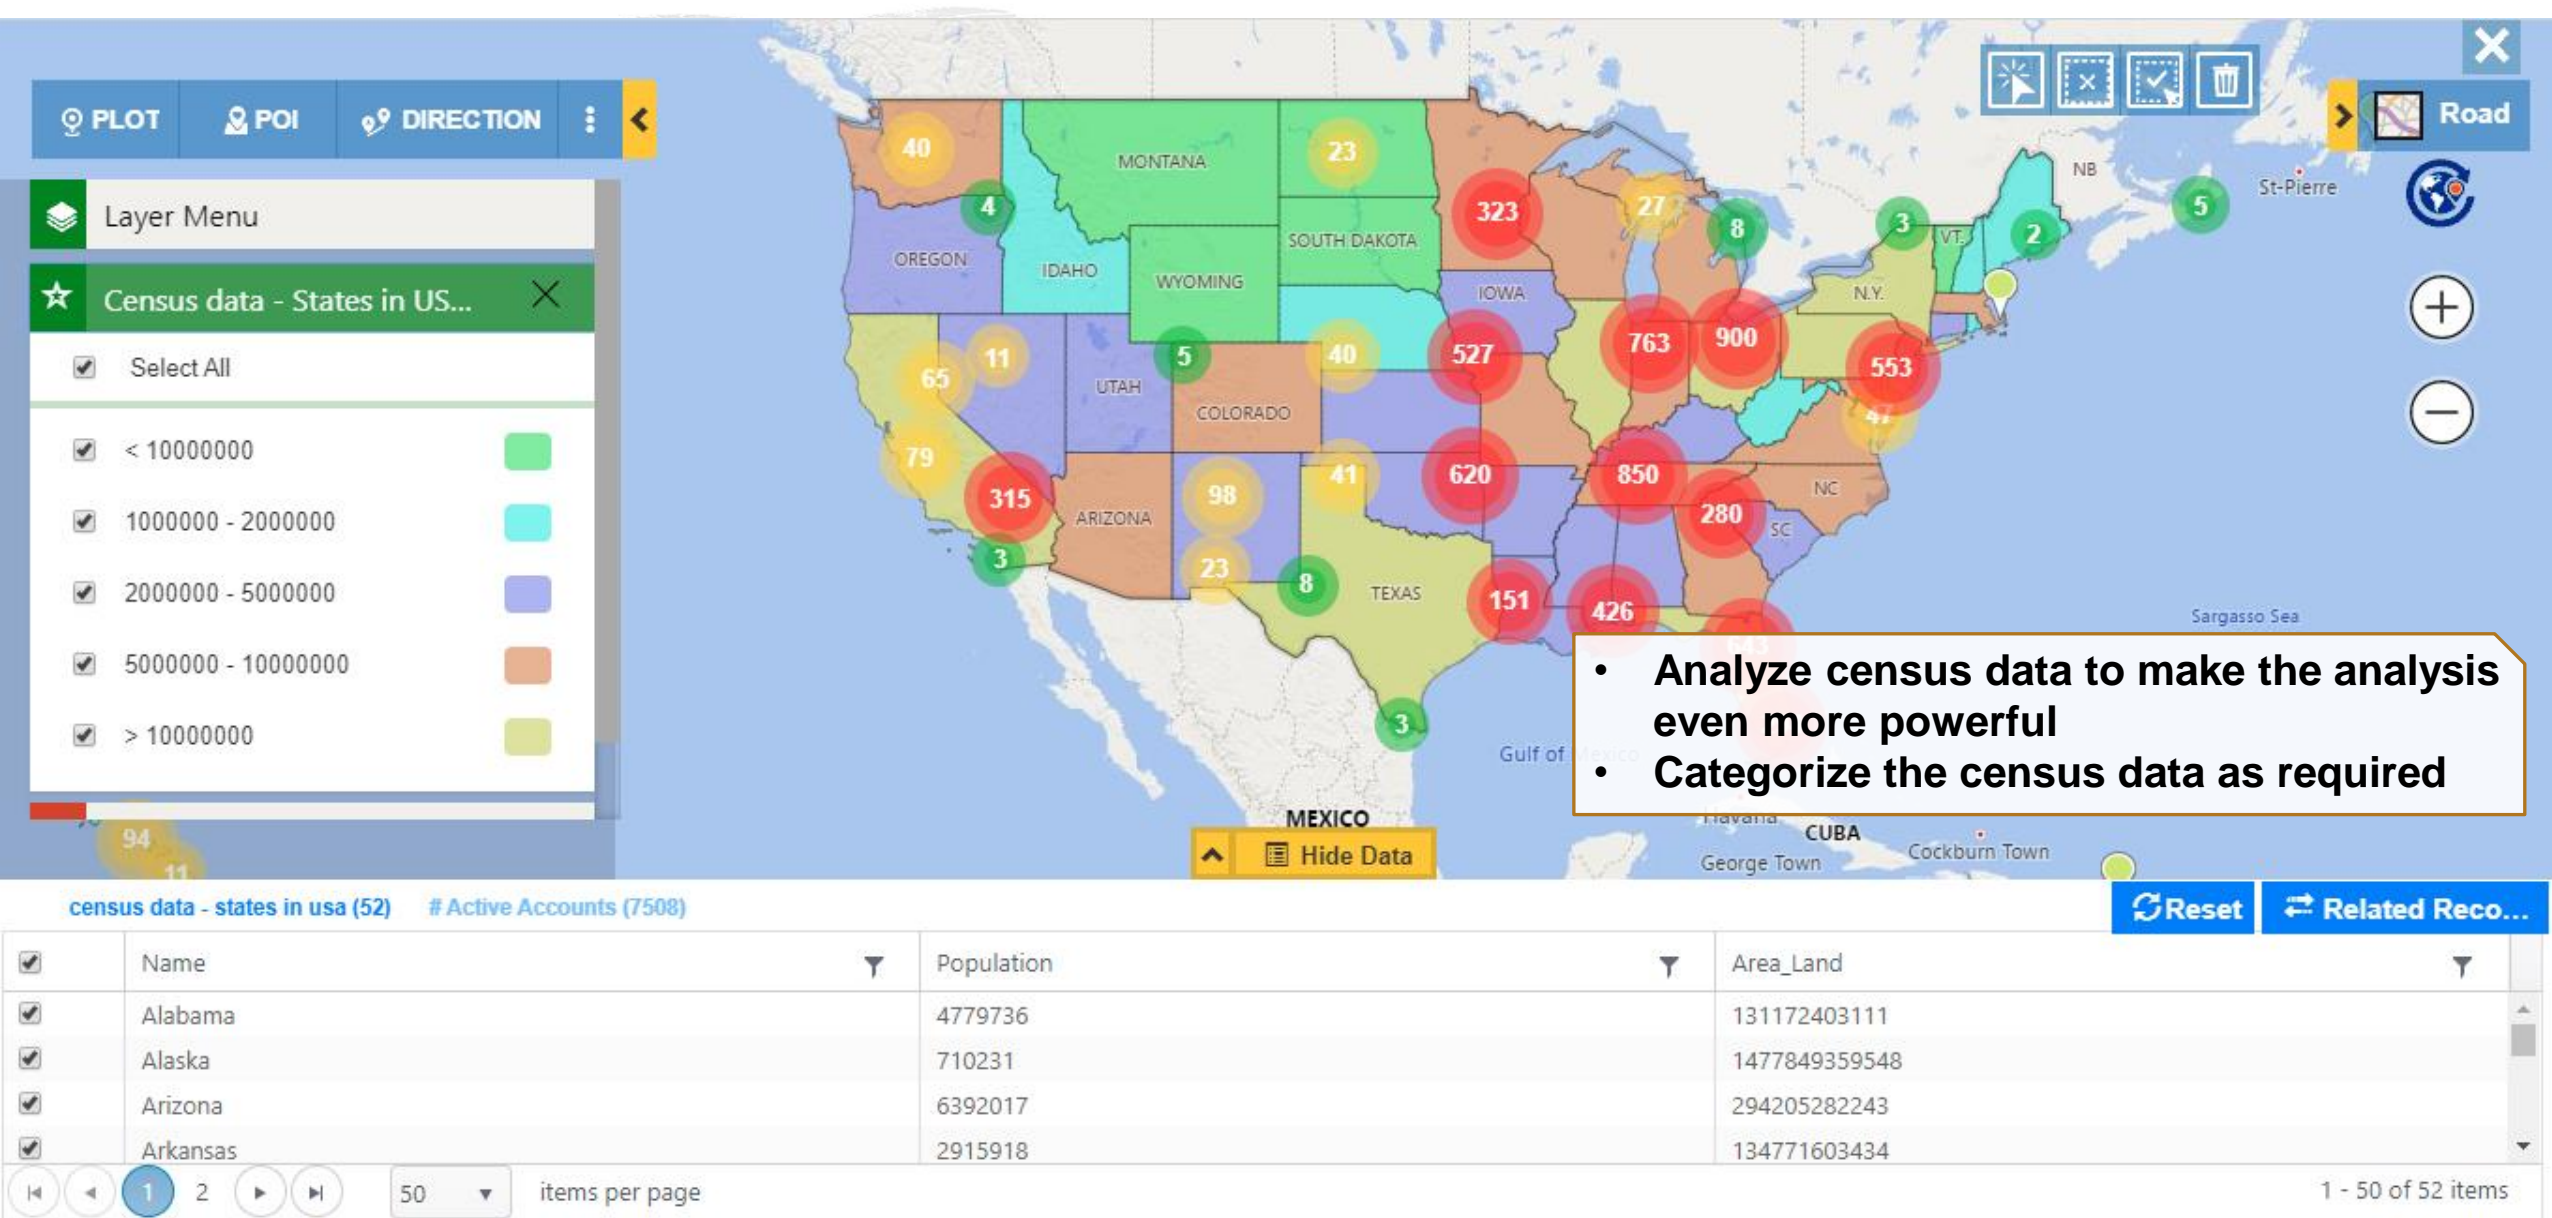 PLOT POI DIRECTION
Road
Layer Menu
Census data - States in US...
Select All
< 10000000
1000000 - 2000000
2000000 - 5000000
5000000 - 10000000
> 10000000
94
11
MONTANA
SOUTH DAKOTA
OREGON
IDAHO
WYOMING
IOWA
N.Y.
VT.
NB
St-Pierre
UTAH
COLORADO
ARIZONA
NC
SC
TEXAS
40
23
4
323
27
8
3
2
5
11
65
5
40
527
763
900
553
47
79
315
98
41
620
850
280
3
23
8
151
426
643
3
Sargasso Sea
Gulf of Mexico
MEXICO
Havana
CUBA
George Town
Cockburn Town
• Analyze census data to make the analysis
even more powerful
• Categorize the census data as required
Hide Data
census data - states in usa (52) # Active Accounts (7508)
Reset Related Reco...
Name Population Area_Land
Alabama 4779736 131172403111
Alaska 710231 1477849359548
Arizona 6392017 294205282243
Arkansas 2915918 134771603434
1 2 50 items per page 1 - 50 of 52 items